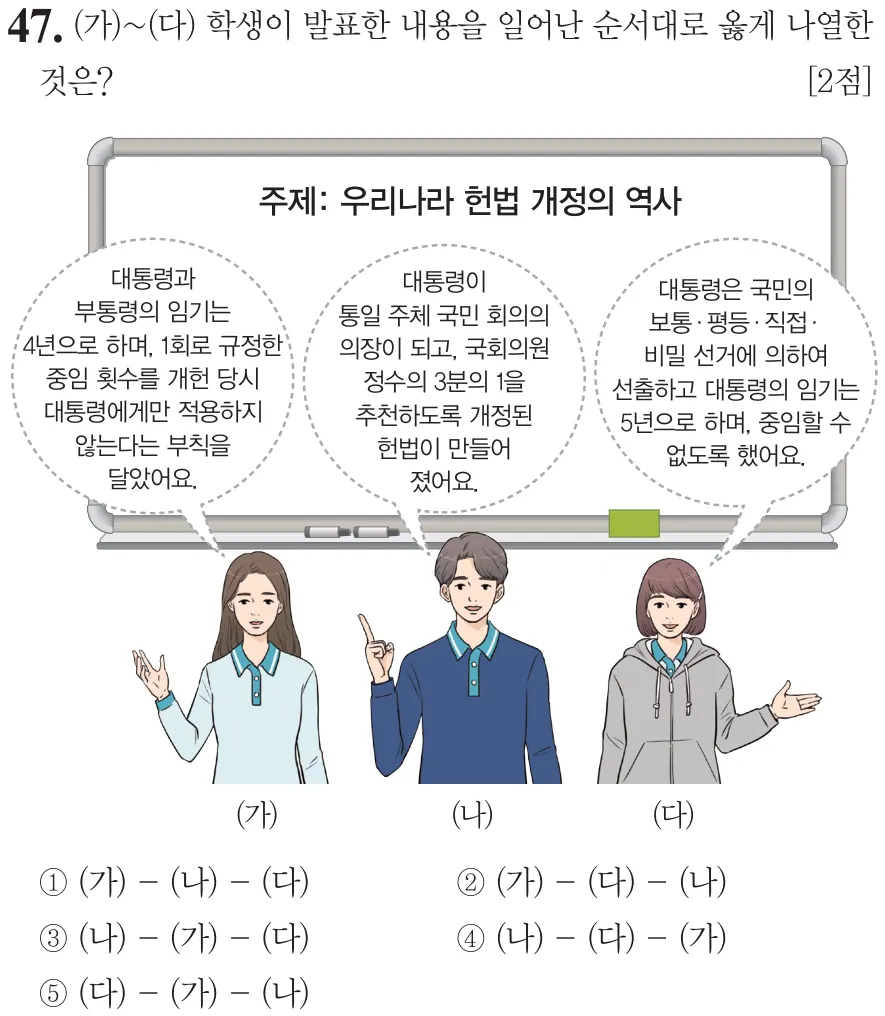 47. (가)~(다) 학생이 발표한 내용을 일어난 순서대로 옳게 나열한
것은? [2점]
주제: 우리나라 헌법 개정의 역사
대통령과
부통령의 임기는
4년으로 하며, 1회로 규정한
중임 횟수를 개헌 당시
대통령에게만 적용하지
않는다는 부칙을
달았어요.
대통령이
통일 주체 국민 회의의
의장이 되고, 국회의원
정수의 3분의 1을
추천하도록 개정된
헌법이 만들어
졌어요.
대통령은 국민의
보통·평등·직접·
비밀 선거에 의하여
선출하고 대통령의 임기는
5년으로 하며, 중임할 수
없도록 했어요.
(가) (나) (다)
① (가) - (나) - (다) ② (가) - (다) - (나)
③ (나) - (가) - (다) ④ (나) - (다) - (가)
⑤ (다) - (가) - (나)